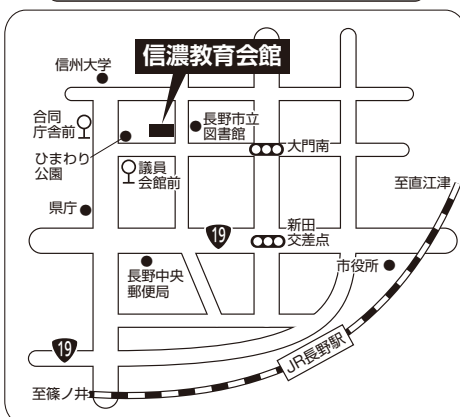 信濃教育会館
信州大学
合同
庁舎前
長野市立
図書館
大門南
ひまわり
公園
議員
会館前
至直江津
県庁
19
新田
交差点
市役所
長野中央
郵便局
19
JR長野駅
至篠ノ井